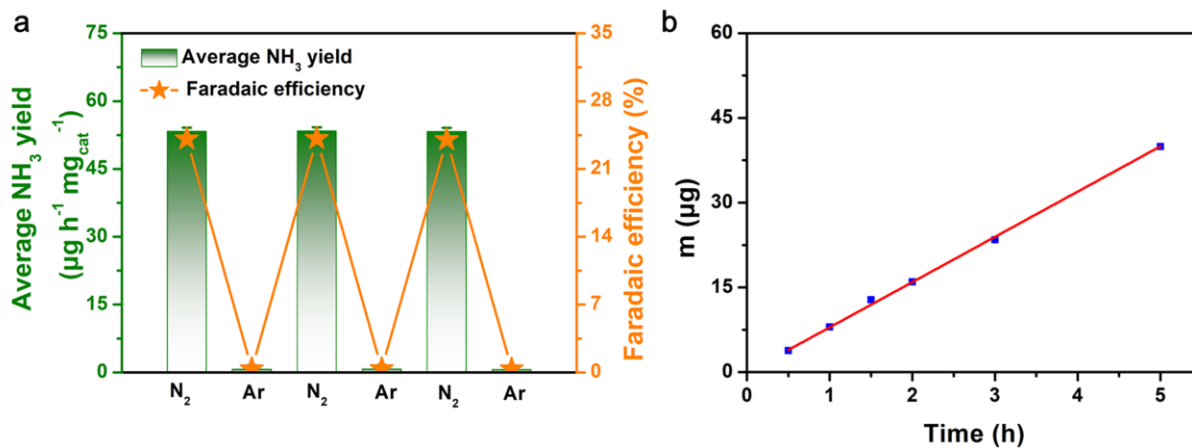 a
Average NH₃ yield
(µg h⁻¹ mg_cat⁻¹)
75
60
45
30
15
0
Average NH₃ yield
Faradaic efficiency
N₂
Ar
N₂
Ar
N₂
Ar
35
28
21
14
7
0
Faradaic efficiency (%)
b
m (µg)
60
45
30
15
0
0
1
2
3
4
5
Time (h)